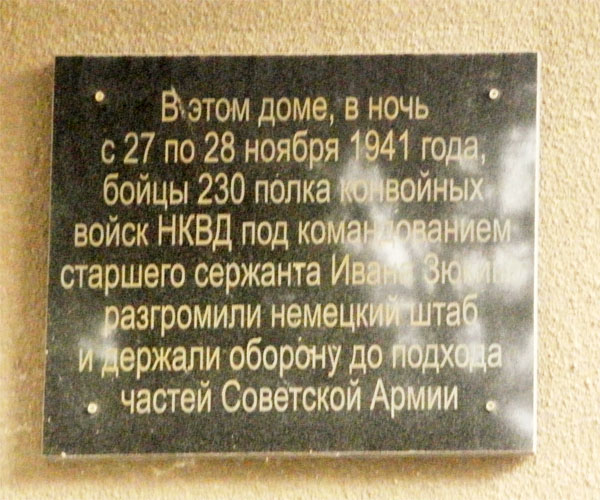 В этом доме, в ночь
с 27 по 28 ноября 1941 года,
бойцы 230 полка конвойных
войск НКВД под командованием
старшего сержанта Ивана
разгромили немецкий штаб
и держали оборону до подхода
частей Советской Армии